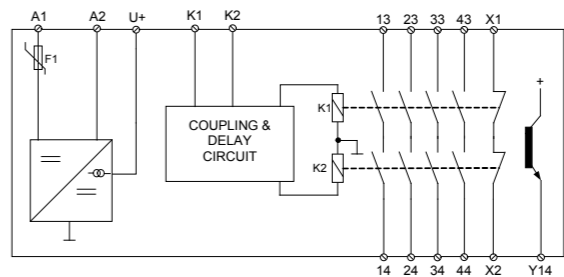 A1 A2 U+ K1 K2 13 23 33 43 X1
F1
+
K1
COUPLING &
DELAY
CIRCUIT
K2
14 24 34 44 X2 Y14